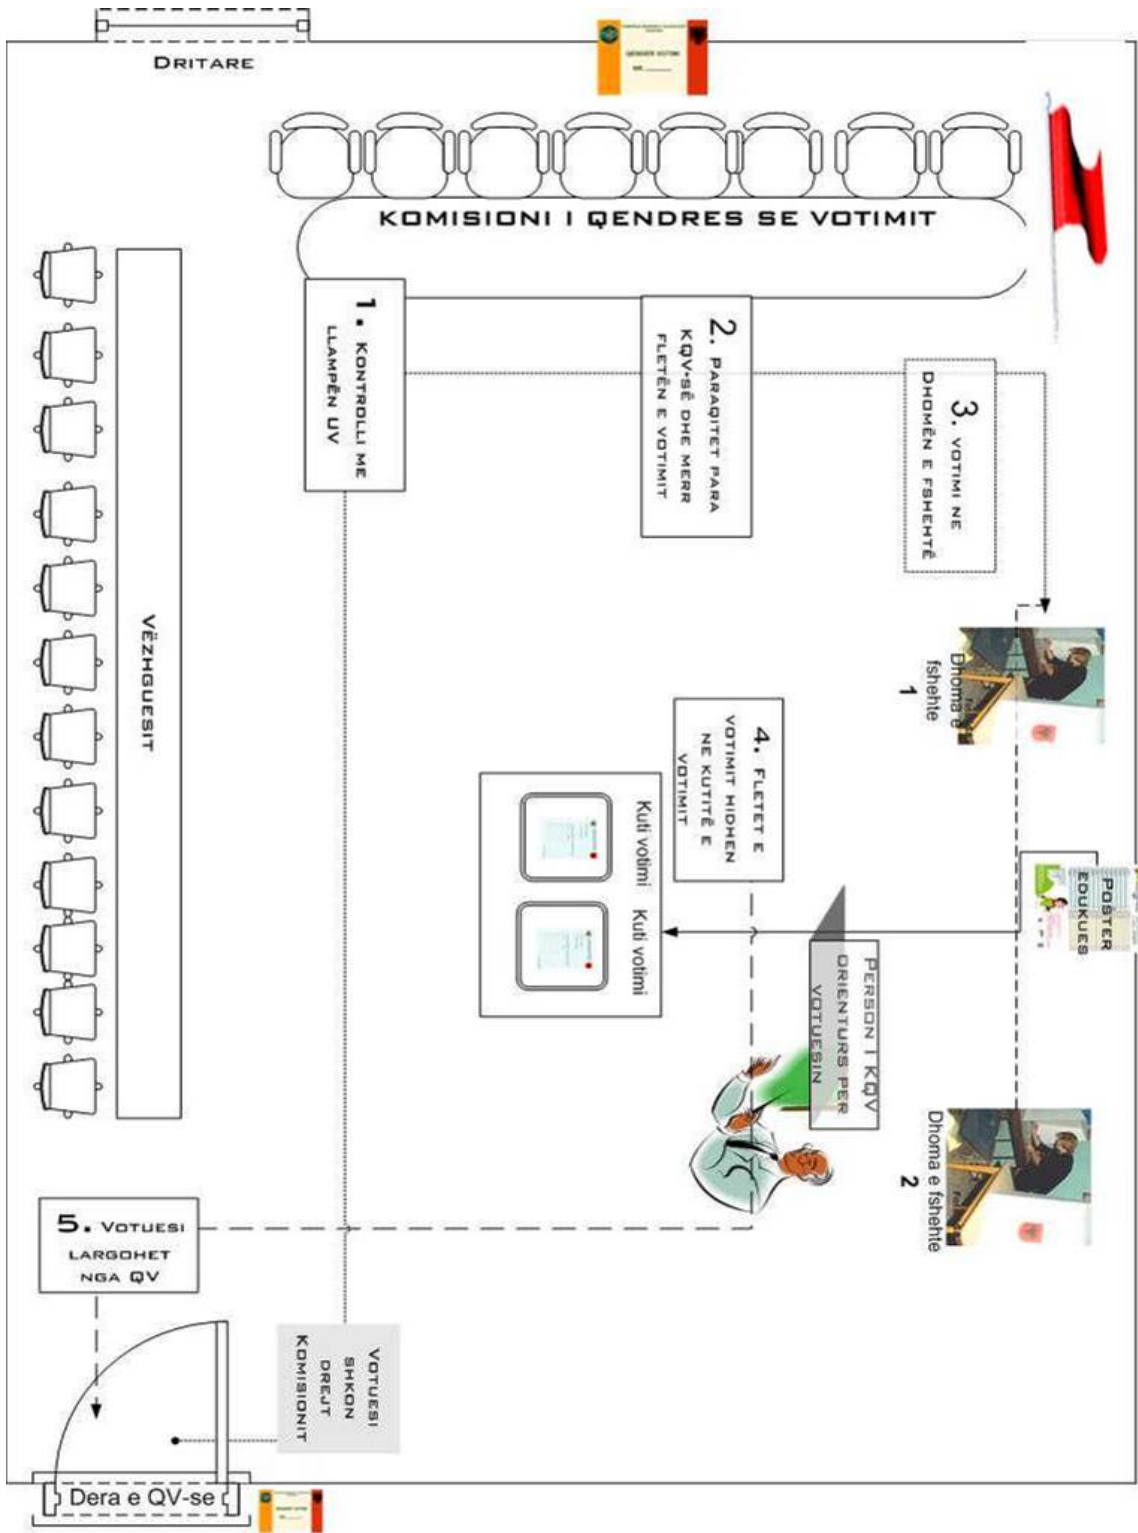 DRITARE
QENDER VOTIMI
KOMISIONI I QENDRES SE VOTIMIT
1. KONTROLLI ME
LLAMPËN UV
2. PARAQITET PARA
KQV-SË DHE MERR
FLETËN E VOTIMIT
3. VOTIMI NE
DHOMËN E FSHEHTË
Dhoma e
fshehte
1
VËZHGUESIT
4. FLETET E
VOTIMIT HIDHEN
NE KUTITË E
VOTIMIT
Kuti votimi
Kuti votimi
POSTER
EDUKUES
PERSON I KQV
ORIENTURS PER
VOTUESIN
Dhoma e fshehte
2
5. VOTUESI
LARGOHET
NGA QV
VOTUESI
SHKON
DREJT
KOMISIONIT
Dera e QV-se